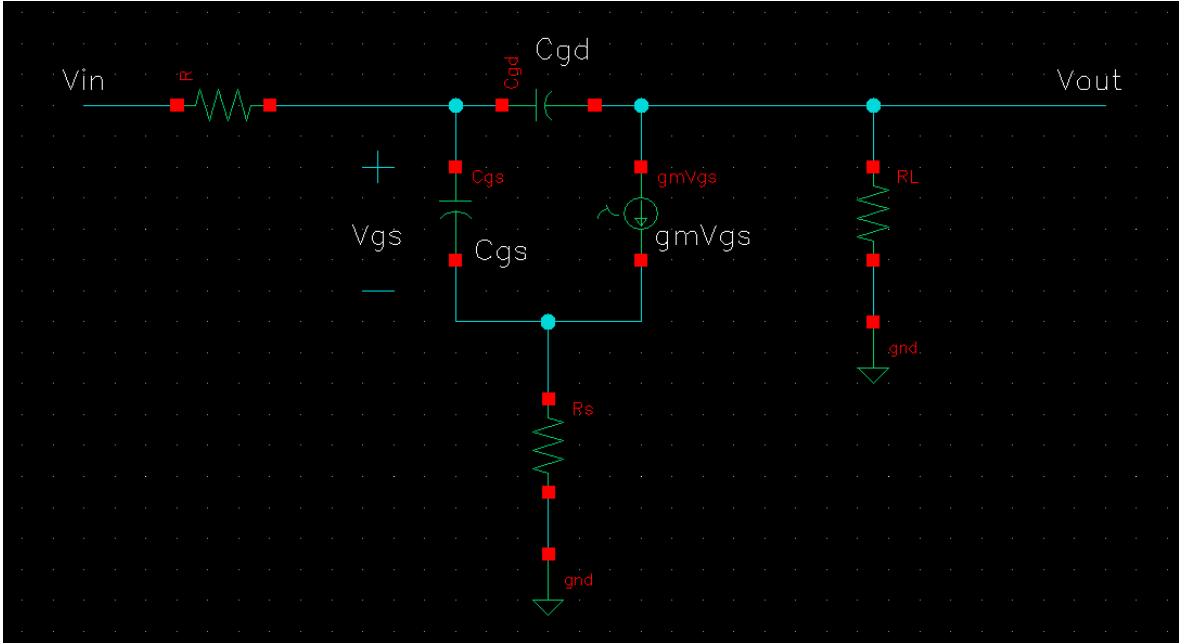 Cgd
Vin
R
Cgd
Vout
+
Cgs
gmVgs
RL
Vgs
Cgs
gmVgs
—
gnd
Rs
gnd